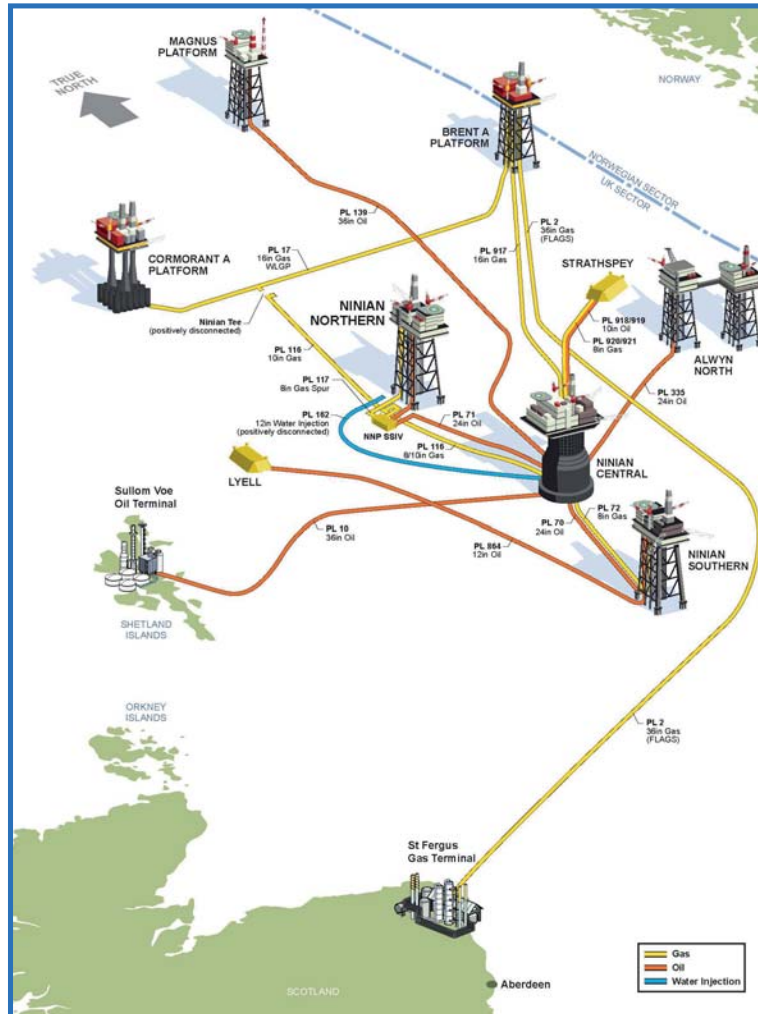 MAGNUS
PLATFORM
TRUE
NORTH
NORWAY
BRENT A
PLATFORM
NORWEGIAN SECTOR
UK SECTOR
PL 139
36in Oil
PL 2
36in Gas
(FLAGS)
PL 917
16in Gas
CORMORANT A
PLATFORM
PL 17
16in Gas
WLGP
STRATHSPEY
Ninian Tee
(positively disconnected)
NINIAN
NORTHERN
PL 918/919
10in Oil
PL 920/921
8in Gas
ALWYN
NORTH
PL 116
10in Gas
PL 117
8in Gas Spur
PL 335
24in Oil
PL 162
12in Water Injection
(positively disconnected)
NNP SSIV
PL 71
24in Oil
PL 116
8/10in Gas
NINIAN
CENTRAL
LYELL
Sullom Voe
Oil Terminal
PL 10
36in Oil
PL 864
12in Oil
PL 70
24in Oil
PL 72
8in Gas
NINIAN
SOUTHERN
SHETLAND
ISLANDS
ORKNEY
ISLANDS
PL 2
36in Gas
(FLAGS)
St Fergus
Gas Terminal
Gas
Oil
Water Injection
Aberdeen
SCOTLAND